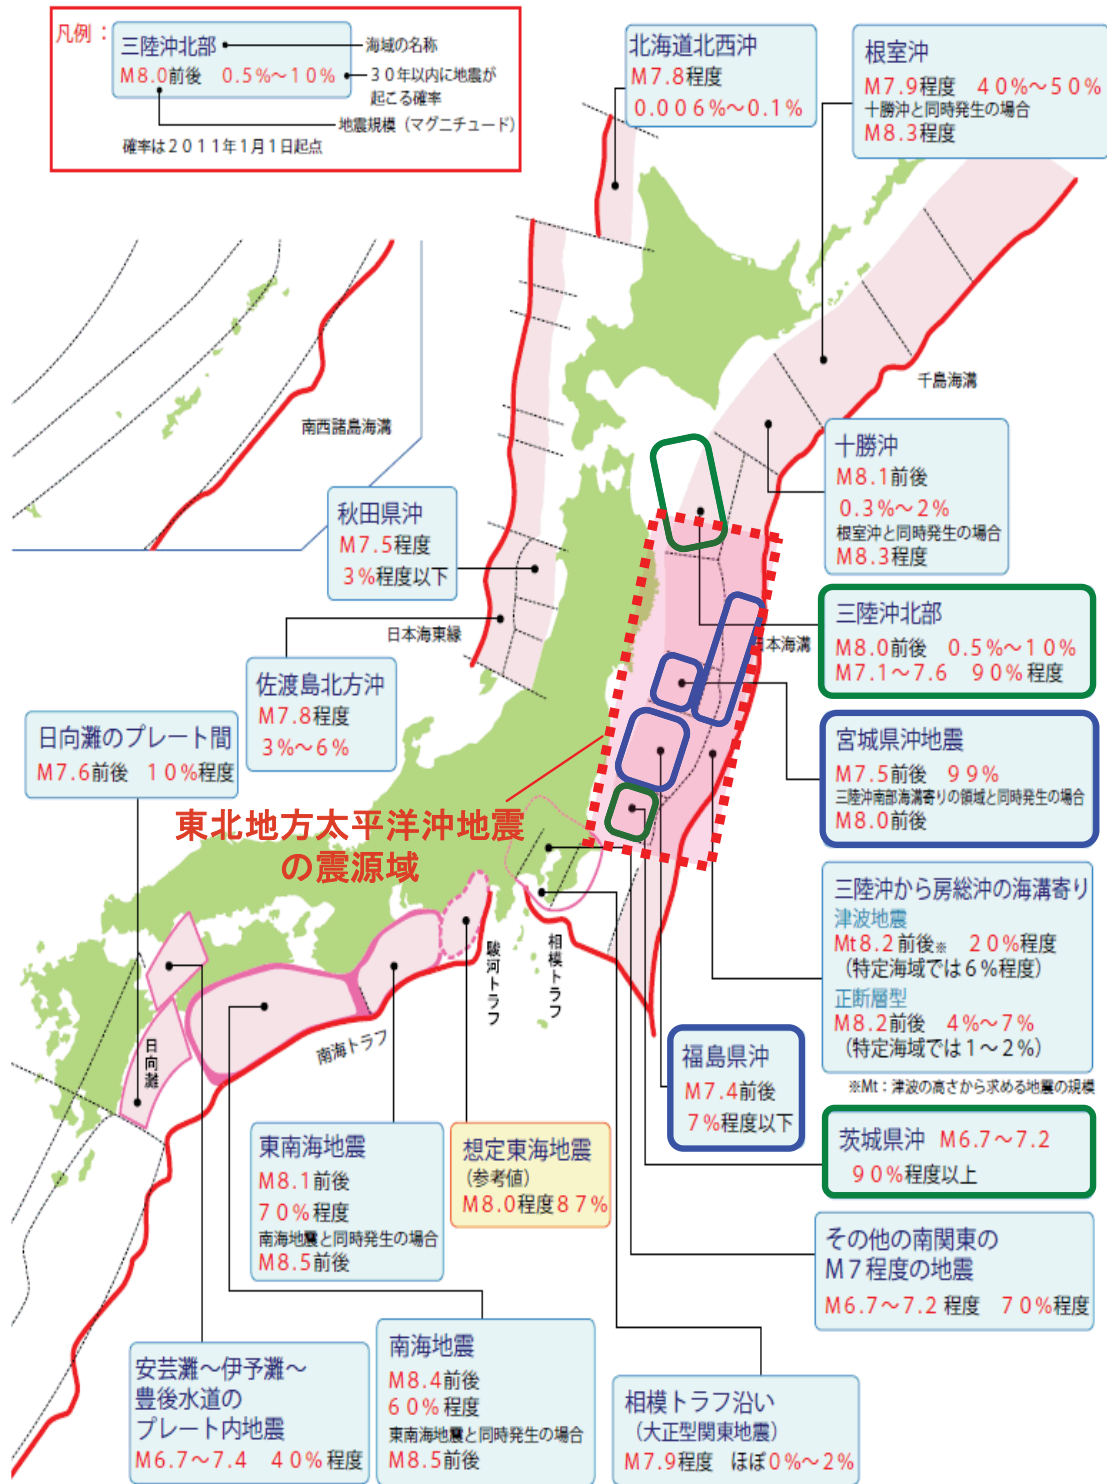 凡例：
三陸沖北部
海域の名称
M8.0前後　0.5%～10%
30年以内に地震が
起こる確率
地震規模（マグニチュード）
確率は2011年1月1日起点
北海道北西沖
M7.8程度
0.006%～0.1%
根室沖
M7.9程度　40%～50%
十勝沖と同時発生の場合
M8.3程度
千島海溝
南西諸島海溝
十勝沖
M8.1前後
0.3%～2%
根室沖と同時発生の場合
M8.3程度
秋田県沖
M7.5程度
3%程度以下
日本海東縁
佐渡島北方沖
M7.8程度
3%～6%
本海溝
三陸沖北部
M8.0前後　0.5%～10%
M7.1～7.6　90%程度
日向灘のプレート間
M7.6前後　10%程度
宮城県沖地震
M7.5前後　99%
三陸沖南部海溝寄りの領域と同時発生の場合
M8.0前後
東北地方太平洋沖地震
の震源域
三陸沖から房総沖の海溝寄り
津波地震
Mt8.2前後※　20%程度
（特定海域では6%程度）
正断層型
M8.2前後　4%～7%
（特定海域では1～2%）
※Mt：津波の高さから求める地震の規模
駿河トラフ
相模トラフ
南海トラフ
日向灘
福島県沖
M7.4前後
7%程度以下
茨城県沖　M6.7～7.2
90%程度以上
東南海地震
M8.1前後
70%程度
南海地震と同時発生の場合
M8.5前後
想定東海地震
（参考値）
M8.0程度87%
その他の南関東の
M7程度の地震
M6.7～7.2程度　70%程度
安芸灘～伊予灘～
豊後水道の
プレート内地震
M6.7～7.4　40%程度
南海地震
M8.4前後
60%程度
東南海地震と同時発生の場合
M8.5前後
相模トラフ沿い
（大正型関東地震）
M7.9程度　ほぼ0%～2%